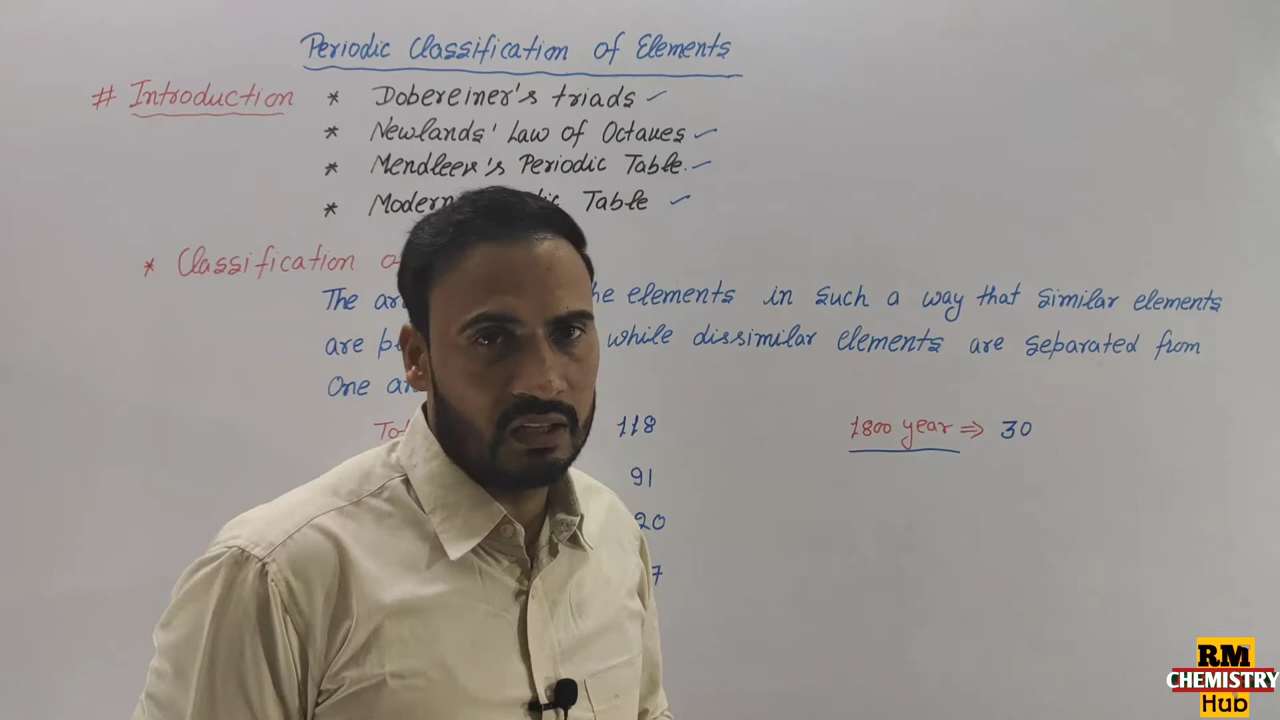 Periodic Classification of Elements
# Introduction * Dobereiner's triads
* Newlands' Law of Octaves
* Mendleev's Periodic Table.
* Modern Table
* Classification
The elements in such a way that similar elements
are while dissimilar elements are separated from
One
118 1800 year ⇒ 30
91
20
7
RM
CHEMISTRY
Hub